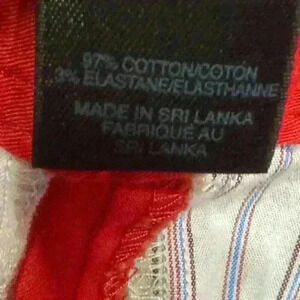 97% COTTON/COTON
3% ELASTANE/ELASTHANNE
MADE IN SRI LANKA
FABRIQUÉ AU
SRI LANKA